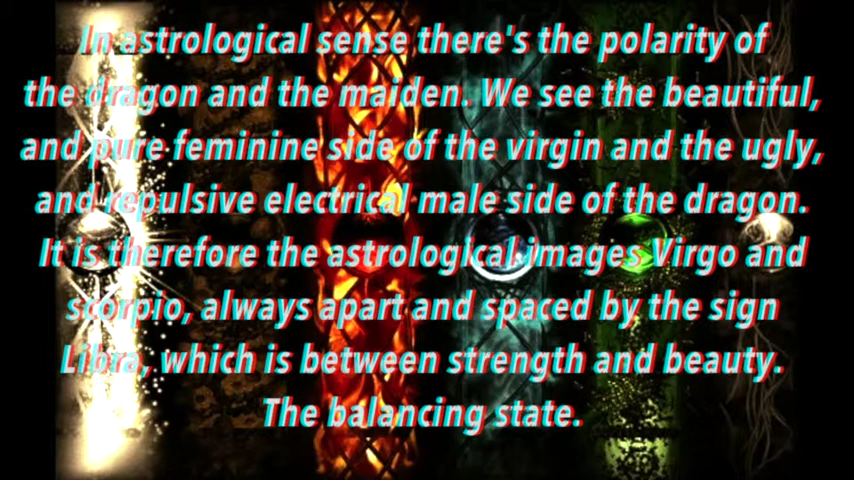 In astrological sense there's the polarity of
the dragon and the maiden. We see the beautiful,
and pure feminine side of the virgin and the ugly,
and repulsive electrical male side of the dragon.
It is therefore the astrological images Virgo and
scorpio, always apart and spaced by the sign
Libra, which is between strength and beauty.
The balancing state.